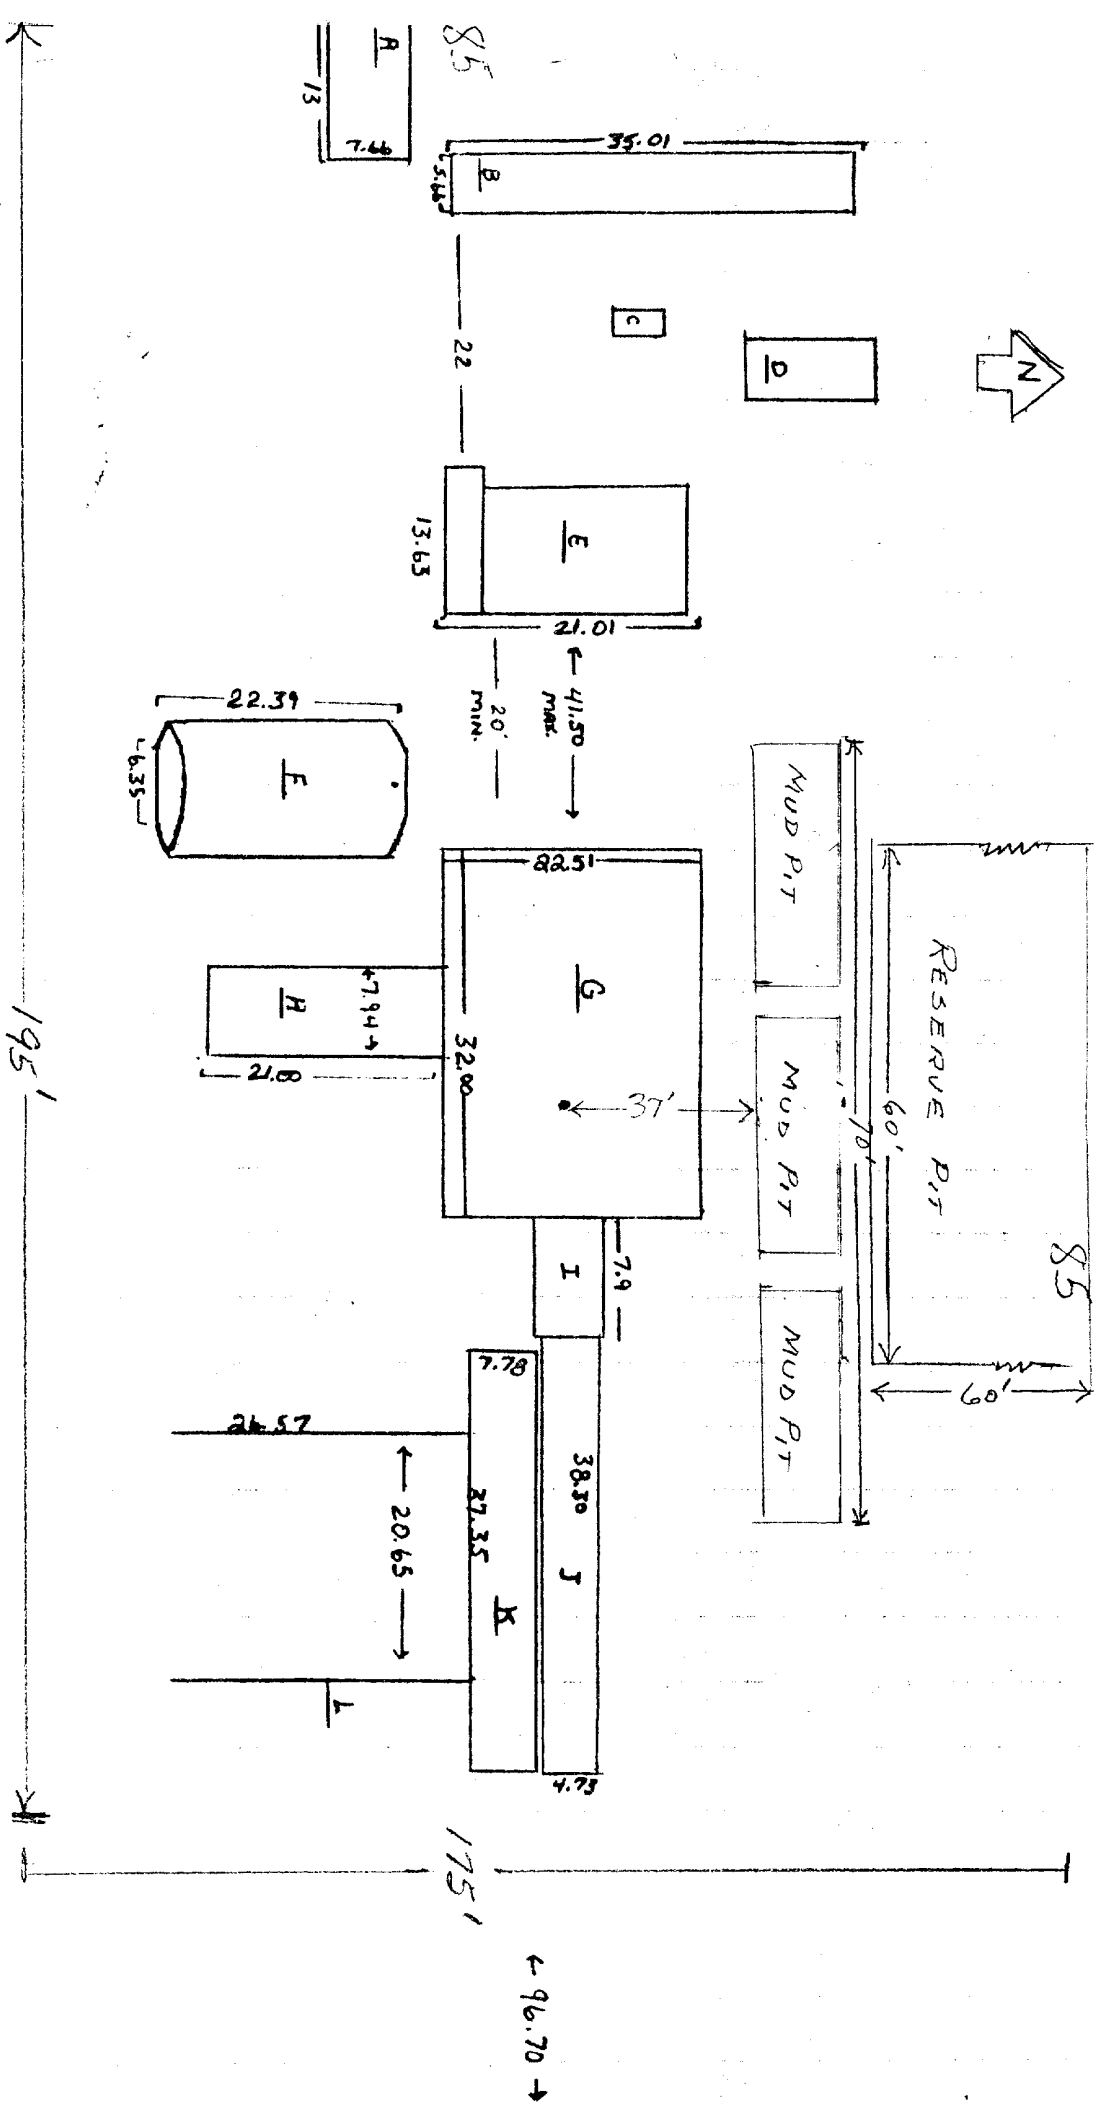 85
A
13
7.66
35.01
B
5.66
22
C
D
N
E
13.63
21.01
41.50
MAX.
20'
MIN.
22.39
F
6.35
G
22.51
32.00
H
7.94
21.00
37'
MUD PIT
MUD PIT
MUD PIT
70'
60'
RESERVE PIT
85
60'
I
7.9
7.78
38.30
J
4.73
37.35
K
26.57
20.65
L
195'
175'
96.70